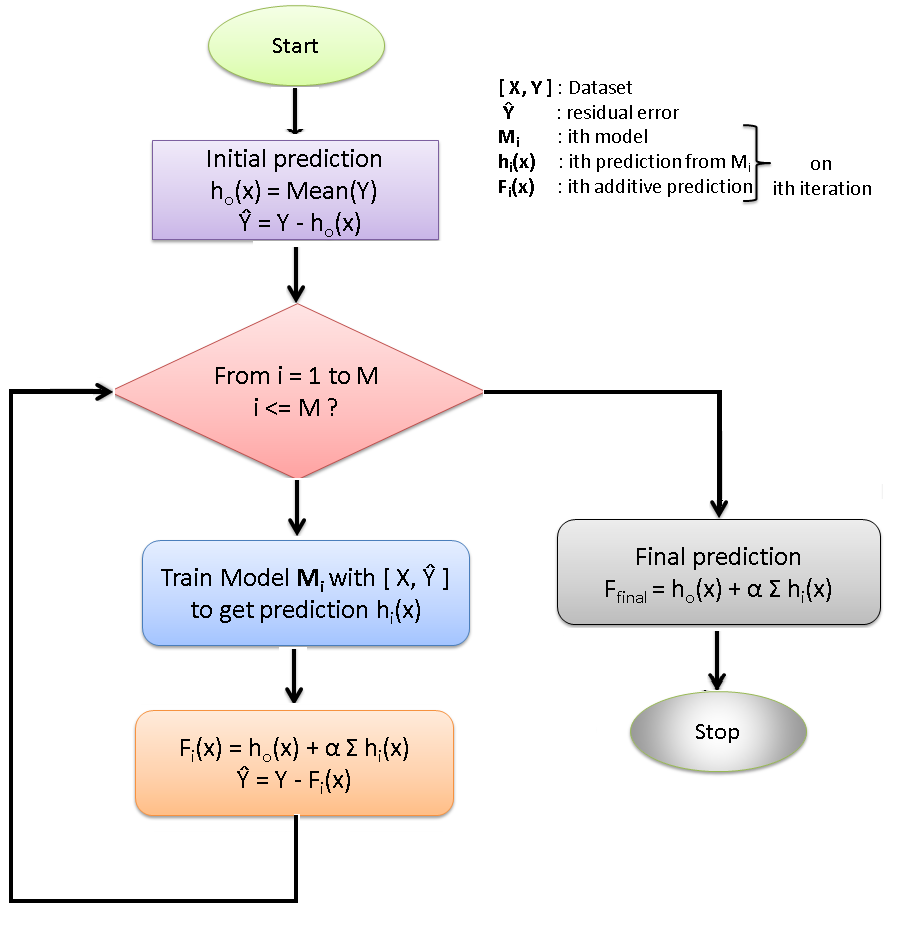 Start
[ X, Y ] : Dataset
Ŷ : residual error
Mi : ith model
hi(x) : ith prediction from Mi
Fi(x) : ith additive prediction
on
ith iteration
Initial prediction
ho(x) = Mean(Y)
Ŷ = Y - ho(x)
From i = 1 to M
i <= M ?
Train Model Mi with [ X, Ŷ ]
to get prediction hi(x)
Fi(x) = ho(x) + α Σ hi(x)
Ŷ = Y - Fi(x)
Final prediction
Ffinal = ho(x) + α Σ hi(x)
Stop